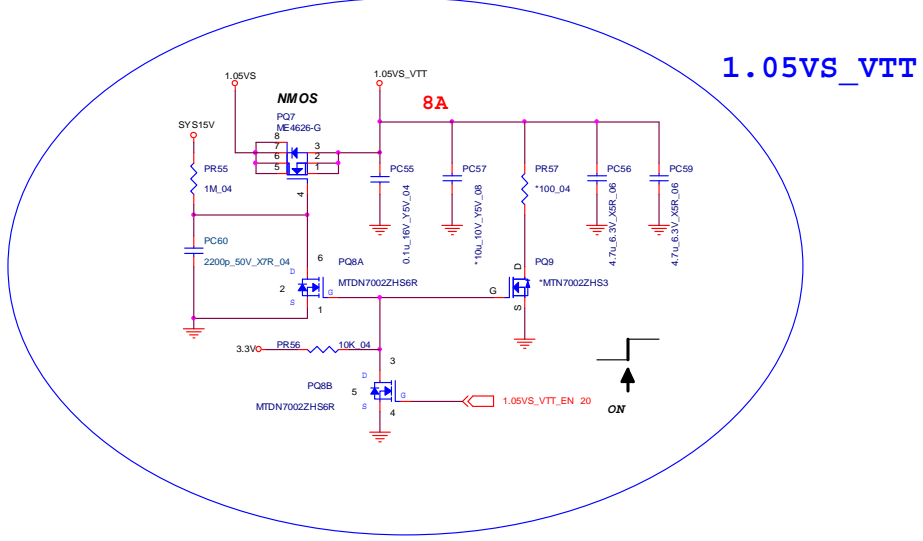 1.05VS_VTT
1.05VS
1.05VS_VTT
NMOS
8A
PQ7
ME4626-G
SYS15V
8
7
6
5
3
2
1
4
PR55
1M_04
PC55
0.1u_16V_Y5V_04
PC57
*10u_10V_Y5V_08
PR57
*100_04
PC56
4.7u_6.3V_X5R_06
PC59
4.7u_6.3V_X5R_06
PC60
2200p_50V_X7R_04
6
D
PQ8A
MTDN7002ZHS6R
2
G
S
1
D
PQ9
*MTN7002ZHS3
G
S
3.3V
PR56
10K_04
3
D
PQ8B
MTDN7002ZHS6R
5
G
S
4
1.05VS_VTT_EN 20
ON